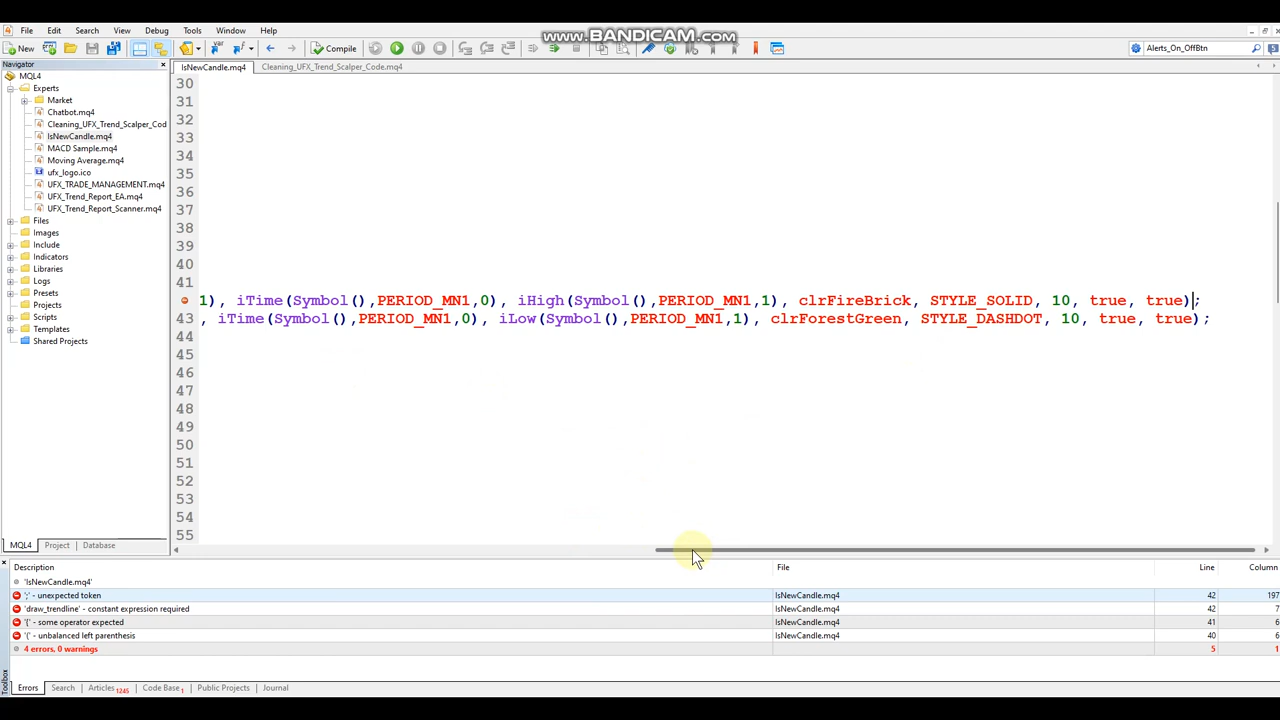 www.BANDICAM.com
File Edit Search View Debug Tools Window Help
New Compile Alerts_On_OffBtn
Navigator
IsNewCandle.mq4 Cleaning_UFX_Trend_Scalper_Code.mq4
MQL4
Experts
Market
Chatbot.mq4
Cleaning_UFX_Trend_Scalper_Cod
IsNewCandle.mq4
MACD Sample.mq4
Moving Average.mq4
ufx_logo.ico
UFX_TRADE_MANAGEMENT.mq4
UFX_Trend_Report_EA.mq4
UFX_Trend_Report_Scanner.mq4
Files
Images
Include
Indicators
Libraries
Logs
Presets
Projects
Scripts
Templates
Shared Projects
MQL4 Project Database
30
31
32
33
34
35
36
37
38
39
40
41
1), iTime(Symbol(),PERIOD_MN1,0), iHigh(Symbol(),PERIOD_MN1,1), clrFireBrick, STYLE_SOLID, 10, true, true);
43 , iTime(Symbol(),PERIOD_MN1,0), iLow(Symbol(),PERIOD_MN1,1), clrForestGreen, STYLE_DASHDOT, 10, true, true);
44
45
46
47
48
49
50
51
52
53
54
55
Description File Line Column
'IsNewCandle.mq4'
';' - unexpected token IsNewCandle.mq4 42 197
'draw_trendline' - constant expression required IsNewCandle.mq4 42 7
'{' - some operator expected IsNewCandle.mq4 41 6
'(' - unbalanced left parenthesis IsNewCandle.mq4 40 6
4 errors, 0 warnings 5 1
Toolbox
Errors Search Articles 1245 Code Base 1 Public Projects Journal